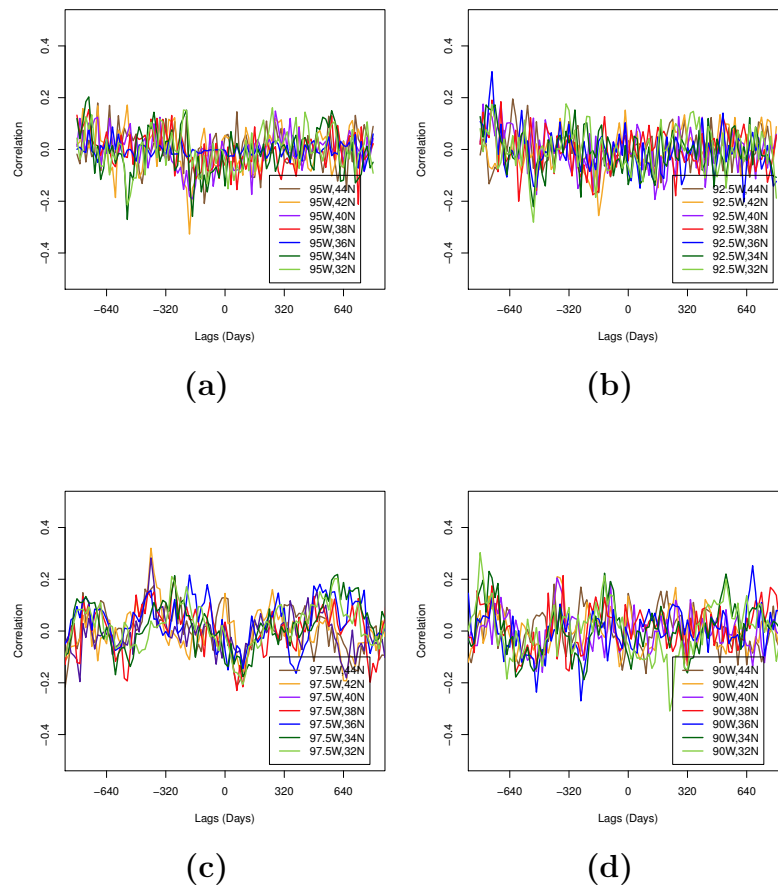 0.4
0.2
0.0
−0.2
−0.4
Correlation
−640 −320 0 320 640
Lags (Days)
95W,44N
95W,42N
95W,40N
95W,38N
95W,36N
95W,34N
95W,32N
(a)
0.4
0.2
0.0
−0.2
−0.4
Correlation
−640 −320 0 320 640
Lags (Days)
92.5W,44N
92.5W,42N
92.5W,40N
92.5W,38N
92.5W,36N
92.5W,34N
92.5W,32N
(b)
0.4
0.2
0.0
−0.2
−0.4
Correlation
−640 −320 0 320 640
Lags (Days)
97.5W,44N
97.5W,42N
97.5W,40N
97.5W,38N
97.5W,36N
97.5W,34N
97.5W,32N
(c)
0.4
0.2
0.0
−0.2
−0.4
Correlation
−640 −320 0 320 640
Lags (Days)
90W,44N
90W,42N
90W,40N
90W,38N
90W,36N
90W,34N
90W,32N
(d)